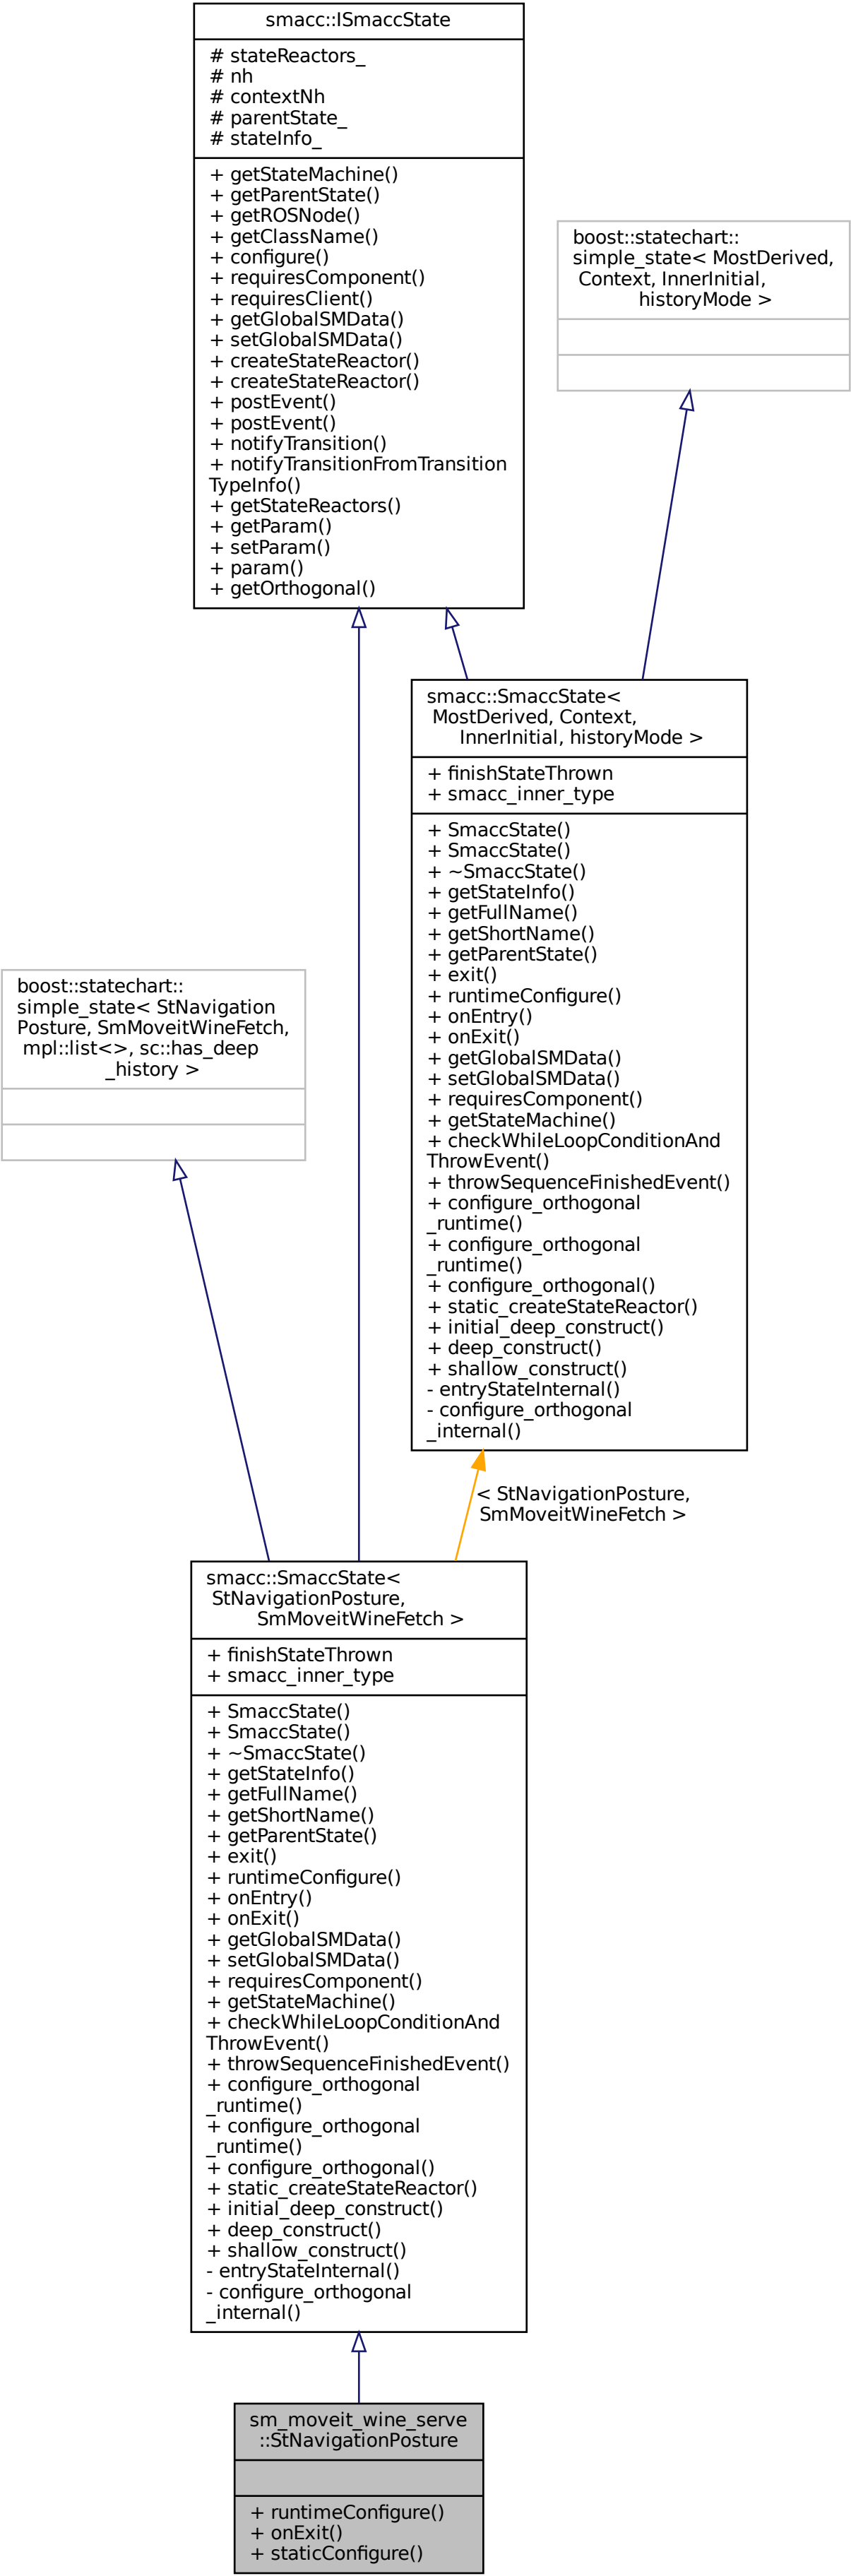 smacc::ISmaccState
# stateReactors_
# nh
# contextNh
# parentState_
# stateInfo_
+ getStateMachine()
+ getParentState()
+ getROSNode()
+ getClassName()
+ configure()
+ requiresComponent()
+ requiresClient()
+ getGlobalSMData()
+ setGlobalSMData()
+ createStateReactor()
+ createStateReactor()
+ postEvent()
+ postEvent()
+ notifyTransition()
+ notifyTransitionFromTransition
TypeInfo()
+ getStateReactors()
+ getParam()
+ setParam()
+ param()
+ getOrthogonal()
boost::statechart::
simple_state< MostDerived,
Context, InnerInitial,
historyMode >
smacc::SmaccState<
MostDerived, Context,
InnerInitial, historyMode >
+ finishStateThrown
+ smacc_inner_type
+ SmaccState()
+ SmaccState()
+ ~SmaccState()
+ getStateInfo()
+ getFullName()
+ getShortName()
+ getParentState()
+ exit()
+ runtimeConfigure()
+ onEntry()
+ onExit()
+ getGlobalSMData()
+ setGlobalSMData()
+ requiresComponent()
+ getStateMachine()
+ checkWhileLoopConditionAnd
ThrowEvent()
+ throwSequenceFinishedEvent()
+ configure_orthogonal
_runtime()
+ configure_orthogonal
_runtime()
+ configure_orthogonal()
+ static_createStateReactor()
+ initial_deep_construct()
+ deep_construct()
+ shallow_construct()
- entryStateInternal()
- configure_orthogonal
_internal()
boost::statechart::
simple_state< StNavigation
Posture, SmMoveitWineFetch,
mpl::list<>, sc::has_deep
_history >
< StNavigationPosture,
SmMoveitWineFetch >
smacc::SmaccState<
StNavigationPosture,
SmMoveitWineFetch >
+ finishStateThrown
+ smacc_inner_type
+ SmaccState()
+ SmaccState()
+ ~SmaccState()
+ getStateInfo()
+ getFullName()
+ getShortName()
+ getParentState()
+ exit()
+ runtimeConfigure()
+ onEntry()
+ onExit()
+ getGlobalSMData()
+ setGlobalSMData()
+ requiresComponent()
+ getStateMachine()
+ checkWhileLoopConditionAnd
ThrowEvent()
+ throwSequenceFinishedEvent()
+ configure_orthogonal
_runtime()
+ configure_orthogonal
_runtime()
+ configure_orthogonal()
+ static_createStateReactor()
+ initial_deep_construct()
+ deep_construct()
+ shallow_construct()
- entryStateInternal()
- configure_orthogonal
_internal()
sm_moveit_wine_serve
::StNavigationPosture
+ runtimeConfigure()
+ onExit()
+ staticConfigure()